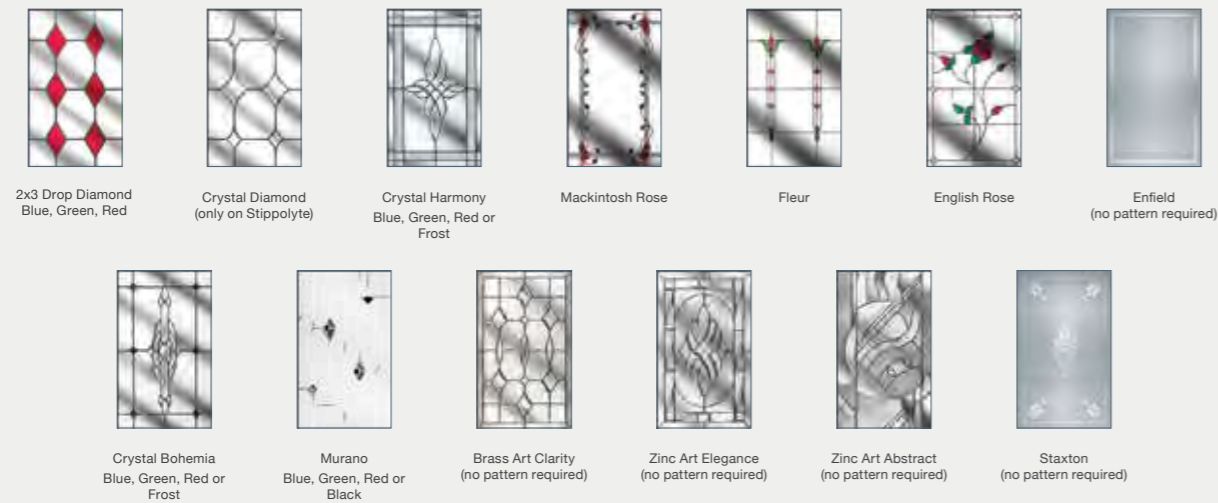 2x3 Drop Diamond
Blue, Green, Red
Crystal Diamond
(only on Stippolyte)
Crystal Harmony
Blue, Green, Red or
Frost
Mackintosh Rose
Fleur
English Rose
Enfield
(no pattern required)
Crystal Bohemia
Blue, Green, Red or
Frost
Murano
Blue, Green, Red or
Black
Brass Art Clarity
(no pattern required)
Zinc Art Elegance
(no pattern required)
Zinc Art Abstract
(no pattern required)
Staxton
(no pattern required)